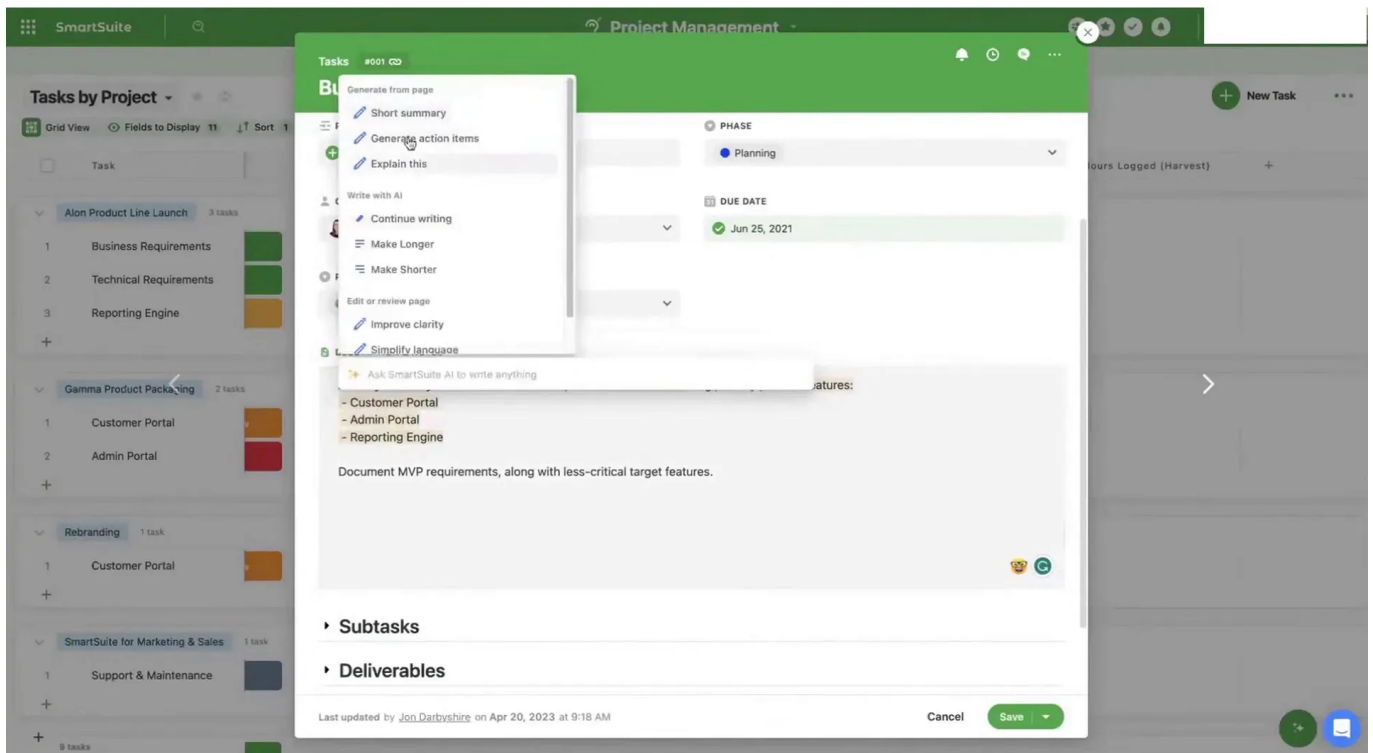 SmartSuite
Project Management
Tasks by Project
New Task
Grid View
Fields to Display 11
Sort 1
Task
Hours Logged (Harvest)
Alon Product Line Launch 3 tasks
1 Business Requirements
2 Technical Requirements
3 Reporting Engine
Gamma Product Packaging 2 tasks
1 Customer Portal
2 Admin Portal
Rebranding 1 task
1 Customer Portal
SmartSuite for Marketing & Sales 1 task
1 Support & Maintenance
9 tasks
Tasks #001
Bu
Generate from page
Short summary
Generate action items
Explain this
Write with AI
Continue writing
Make Longer
Make Shorter
Edit or review page
Improve clarity
Simplify language
Ask SmartSuite AI to write anything
PHASE
Planning
DUE DATE
Jun 25, 2021
eatures:
- Customer Portal
- Admin Portal
- Reporting Engine
Document MVP requirements, along with less-critical target features.
Subtasks
Deliverables
Last updated by Jon Darbyshire on Apr 20, 2023 at 9:18 AM
Cancel
Save